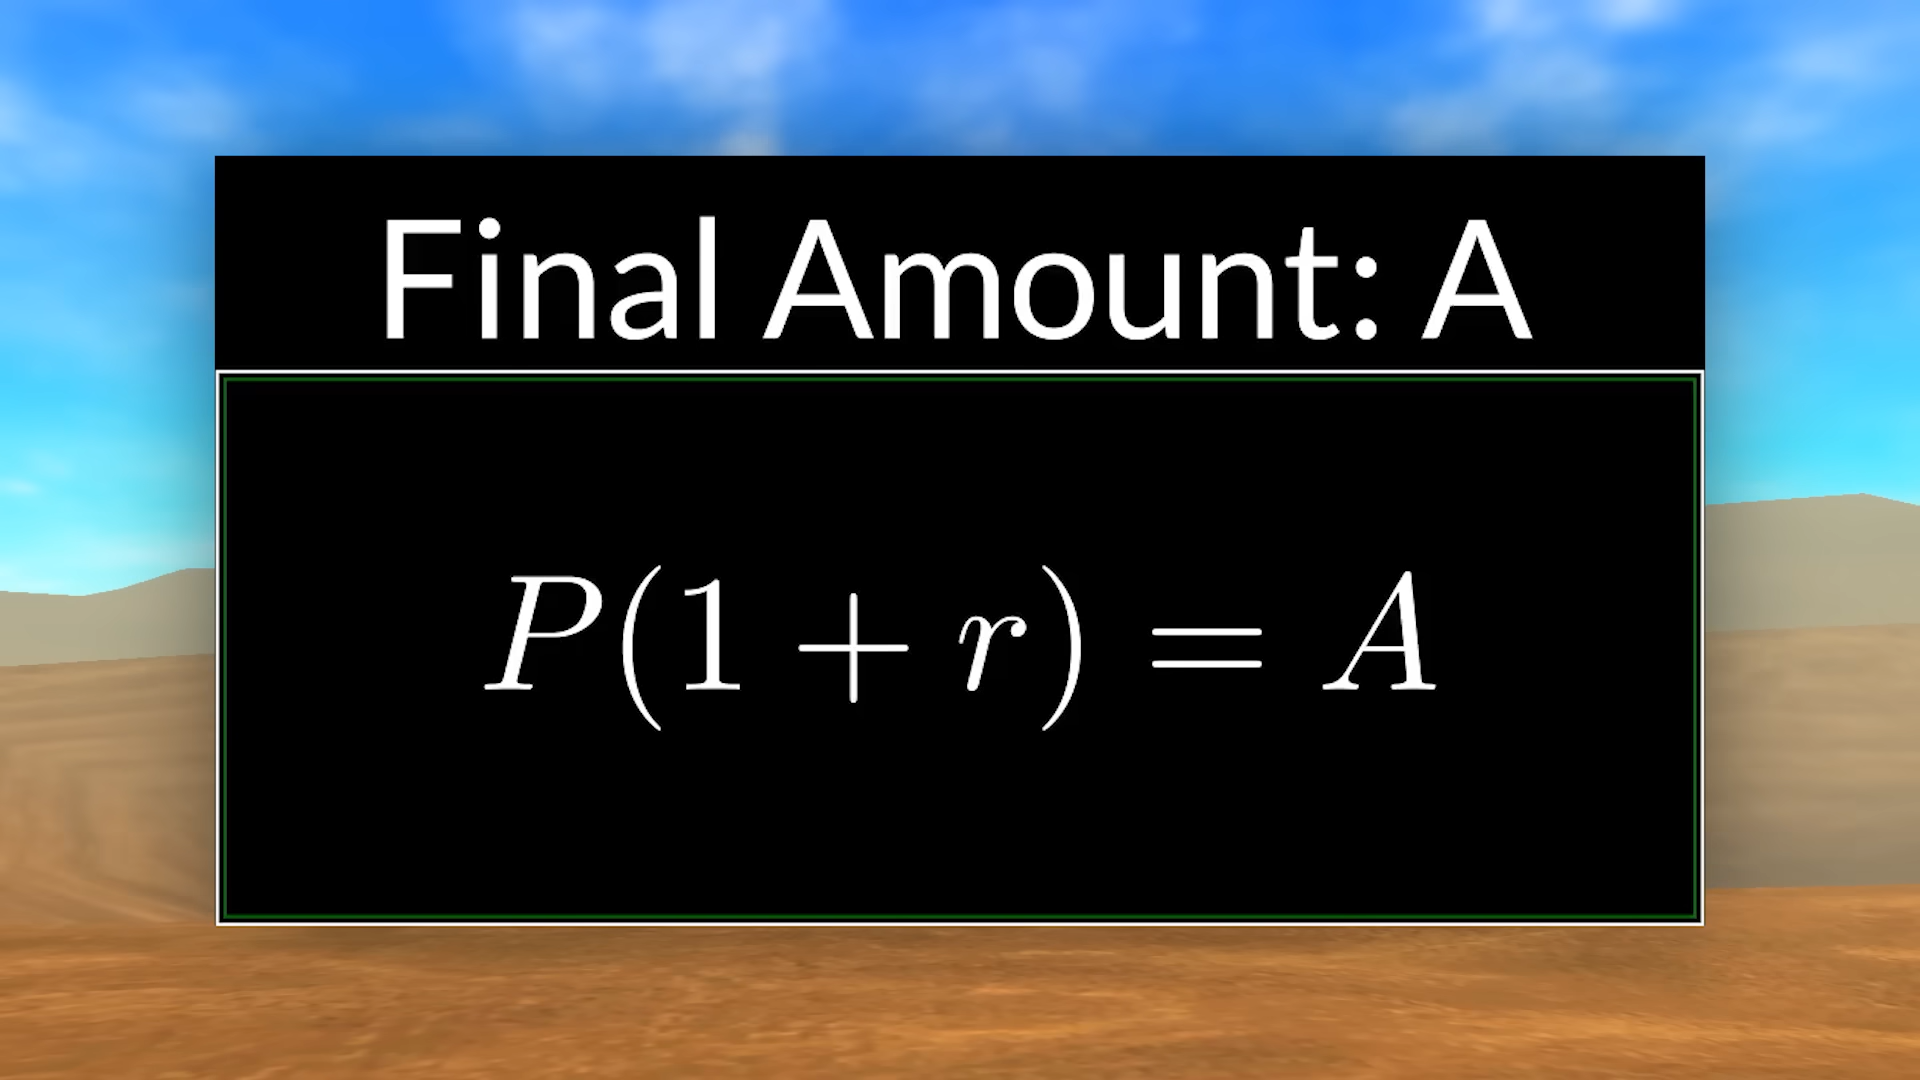 Final Amount: A
P(1 + r) = A